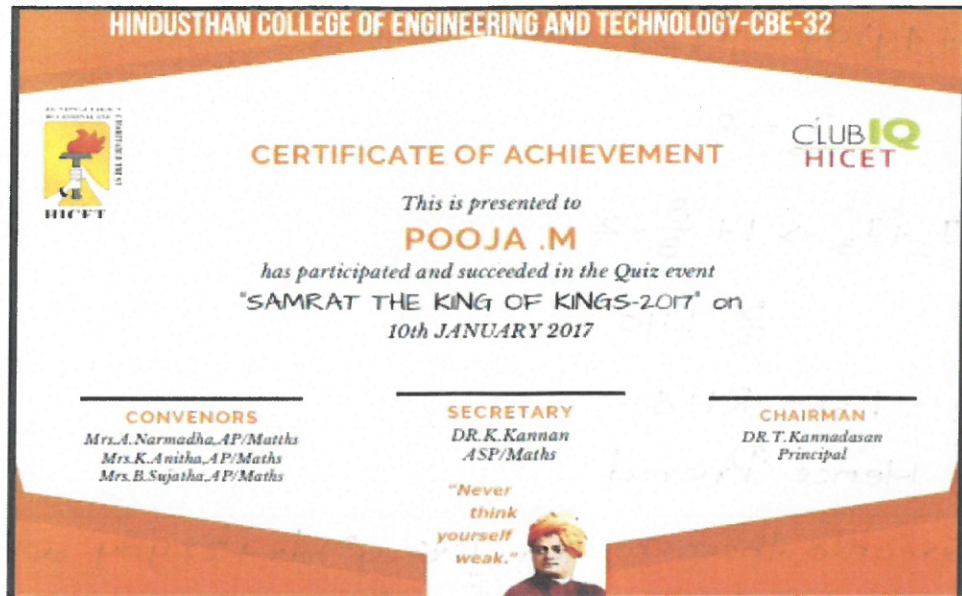 HINDUSTHAN COLLEGE OF ENGINEERING AND TECHNOLOGY-CBE-32
HICET
CLUB IQ
HICET
CERTIFICATE OF ACHIEVEMENT
This is presented to
POOJA .M
has participated and succeeded in the Quiz event
"SAMRAT THE KING OF KINGS-2017" on
10th JANUARY 2017
CONVENORS
Mrs.A.Narmadha,AP/Matths
Mrs.K.Anitha,AP/Maths
Mrs.B.Sujatha,AP/Maths
SECRETARY
DR.K.Kannan
ASP/Maths
CHAIRMAN
DR.T.Kannadasan
Principal
"Never
think
yourself
weak."